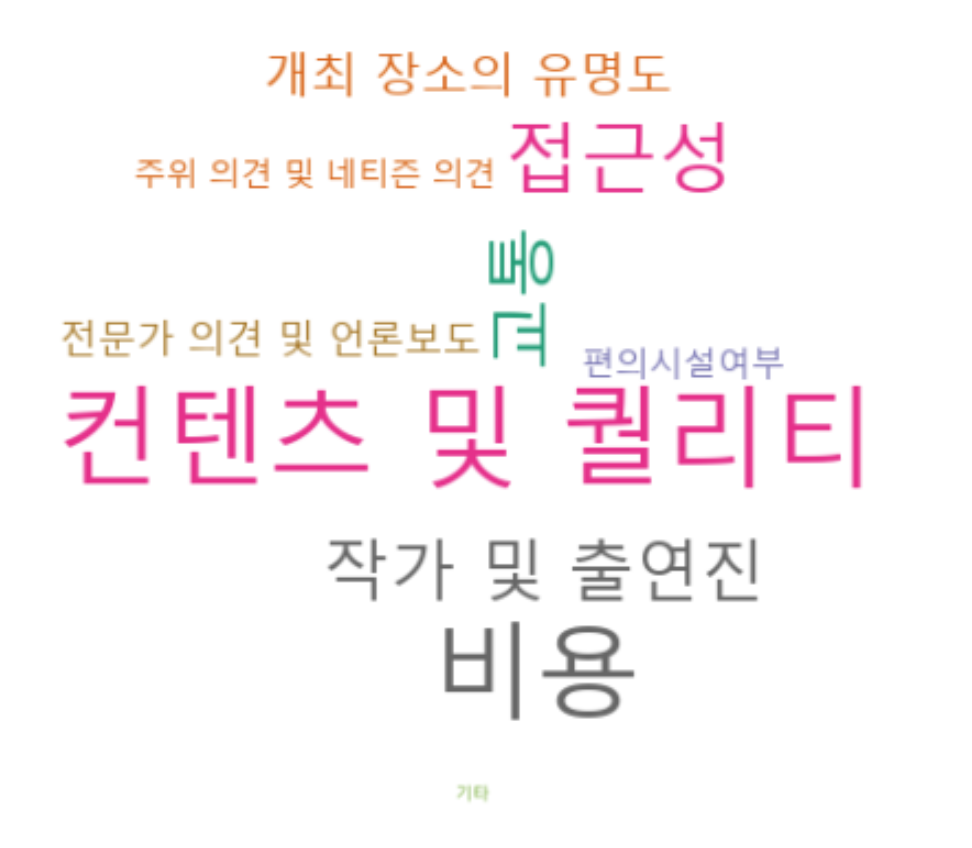 개최 장소의 유명도
접근성
주위 의견 및 네티즌 의견
교통
전문가 의견 및 언론보도
편의시설여부
컨텐츠 및 퀄리티
작가 및 출연진
비용
기타